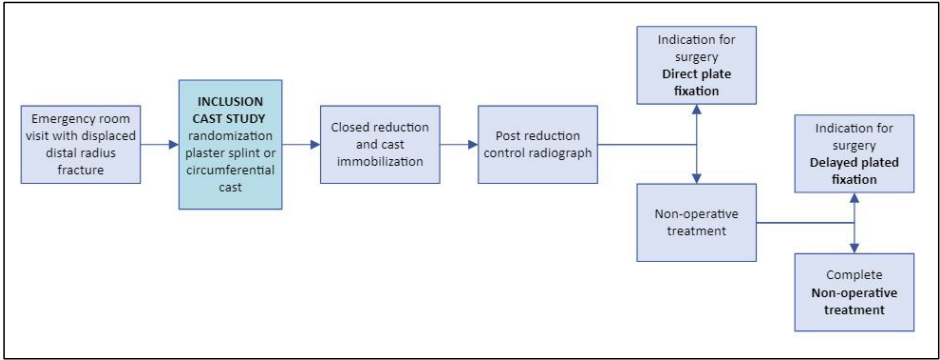 Emergency room
visit with displaced
distal radius
fracture
INCLUSION
CAST STUDY
randomization
plaster splint or
circumferential
cast
Closed reduction
and cast
immobilization
Post reduction
control radiograph
Indication for
surgery
Direct plate
fixation
Non-operative
treatment
Indication for
surgery
Delayed plated
fixation
Complete
Non-operative
treatment